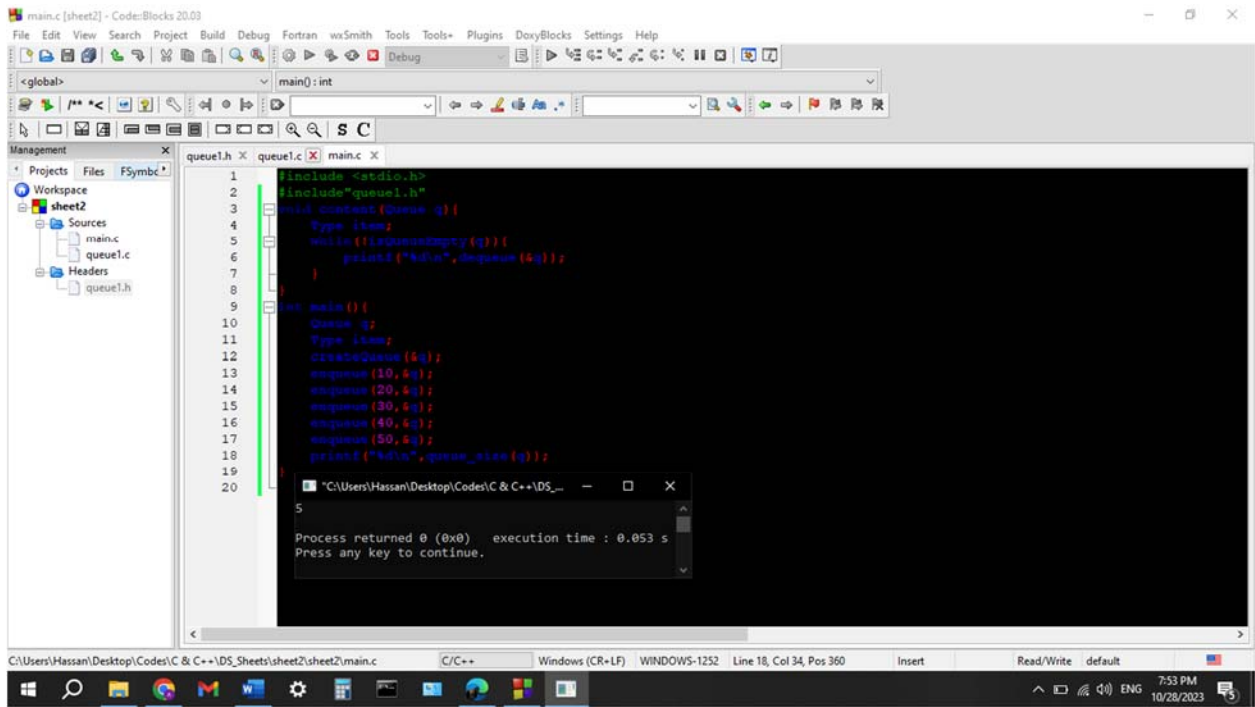 main.c [sheet2] - Code::Blocks 20.03
File Edit View Search Project Build Debug Fortran wxSmith Tools Tools+ Plugins DoxyBlocks Settings Help
Debug
<global> main() : int
/** *<
S C
Management
Projects Files FSymbc
queue1.h queue1.c main.c
Workspace
sheet2
Sources
main.c
queue1.c
Headers
queue1.h
1 #include <stdio.h>
2 #include"queue1.h"
3 void content(Queue q){
4 Type item;
5 while(!isQueueEmpty(q)){
6 printf("%d\n",dequeue(&q));
7 }
8 }
9 int main(){
10 Queue q;
11 Type item;
12 createQueue(&q);
13 enqueue(10,&q);
14 enqueue(20,&q);
15 enqueue(30,&q);
16 enqueue(40,&q);
17 enqueue(50,&q);
18 printf("%d\n",queue_size(q));
19 }
20
"C:\Users\Hassan\Desktop\Codes\C & C++\DS_...
5
Process returned 0 (0x0) execution time : 0.053 s
Press any key to continue.
C:\Users\Hassan\Desktop\Codes\C & C++\DS_Sheets\sheet2\sheet2\main.c C/C++ Windows (CR+LF) WINDOWS-1252 Line 18, Col 34, Pos 360 Insert Read/Write default
ENG 7:53 PM
10/28/2023
5